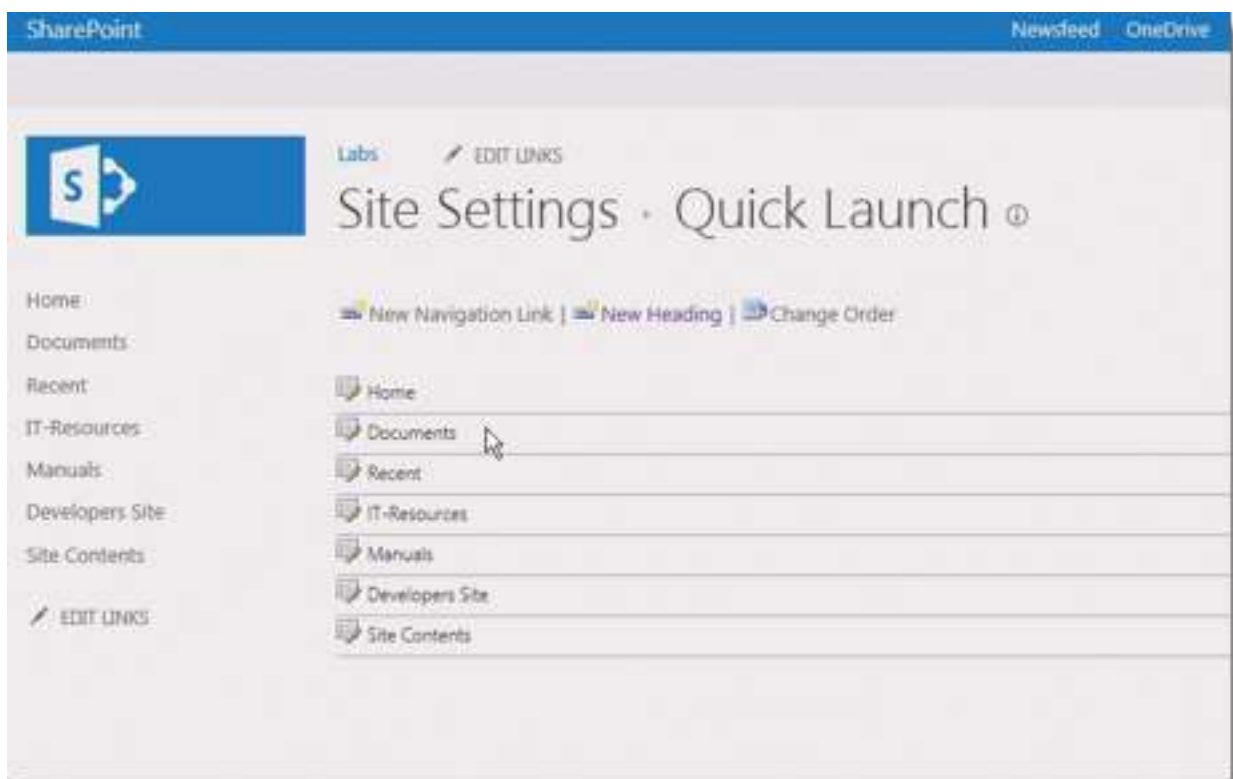 SharePoint Newsfeed OneDrive
S
Labs EDIT LINKS
Site Settings · Quick Launch
Home
Documents
Recent
IT-Resources
Manuals
Developers Site
Site Contents
EDIT LINKS
New Navigation Link | New Heading | Change Order
Home
Documents
Recent
IT-Resources
Manuals
Developers Site
Site Contents